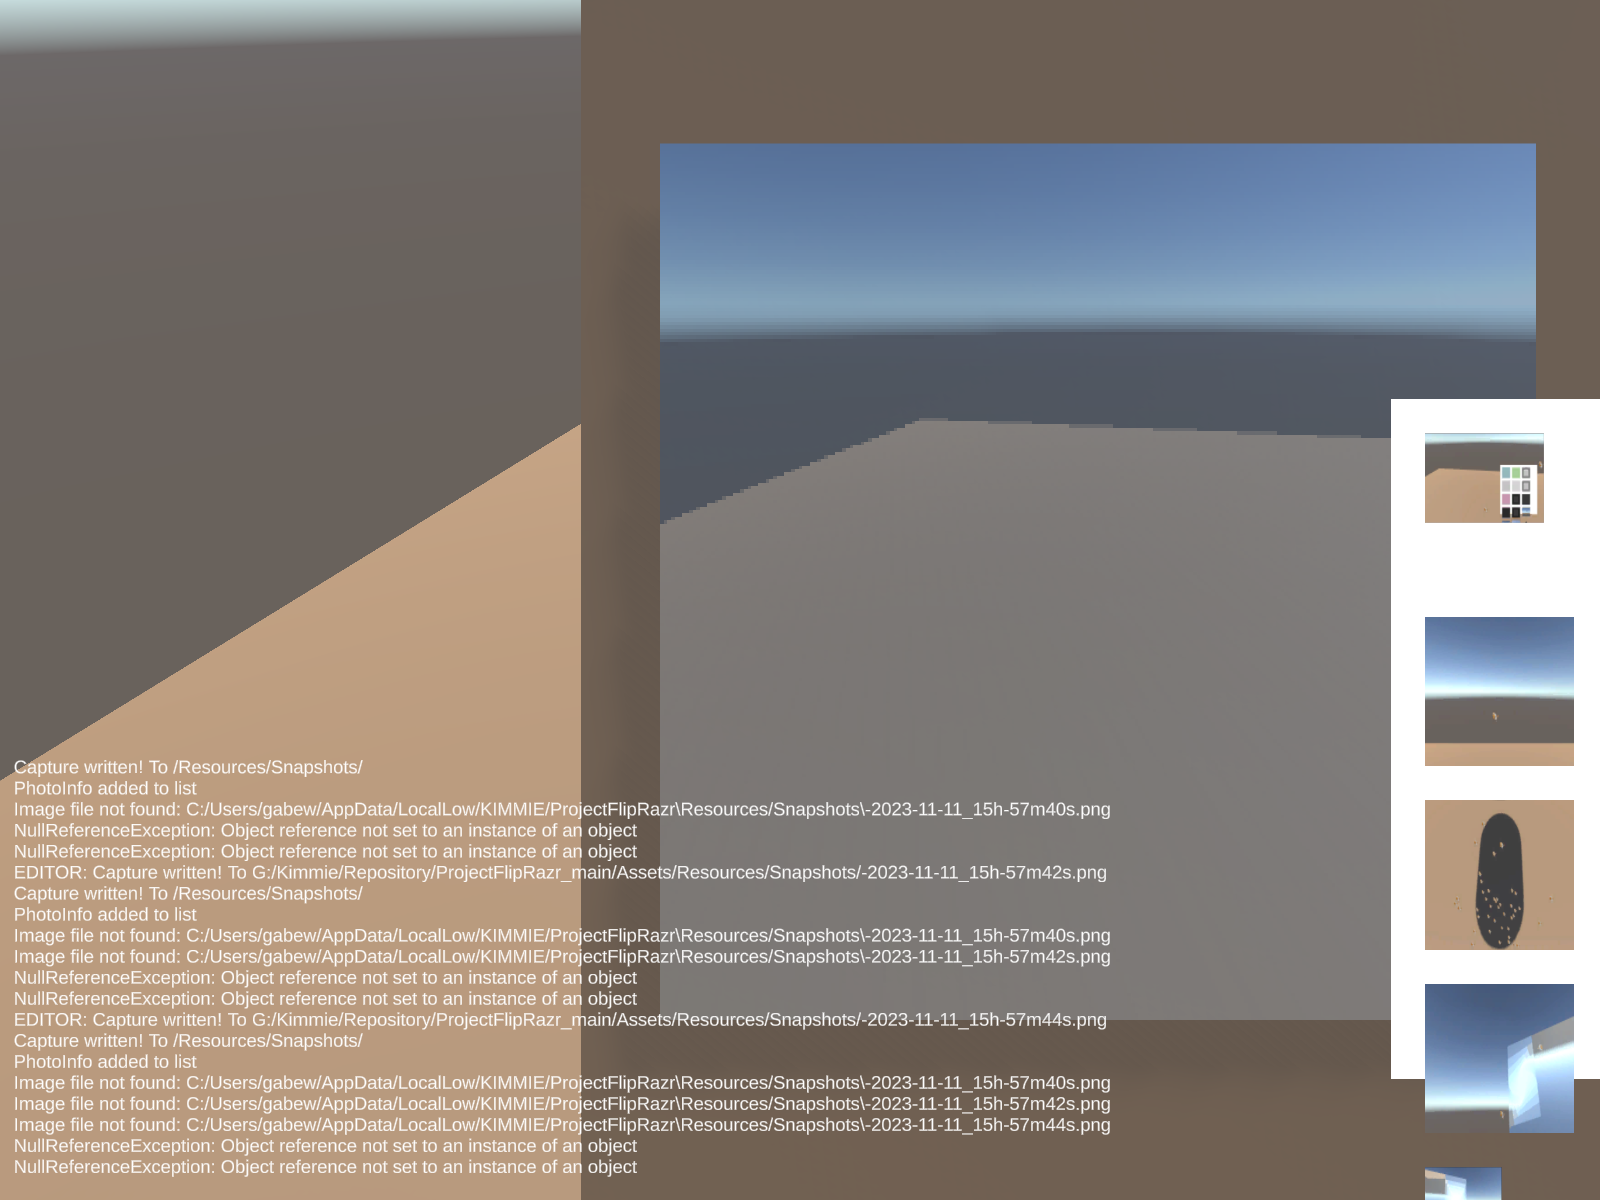 Capture written! To /Resources/Snapshots/
PhotoInfo added to list
Image file not found: C:/Users/gabew/AppData/LocalLow/KIMMIE/ProjectFlipRazr\Resources/Snapshots\-2023-11-11_15h-57m40s.png
NullReferenceException: Object reference not set to an instance of an object
NullReferenceException: Object reference not set to an instance of an object
EDITOR: Capture written! To G:/Kimmie/Repository/ProjectFlipRazr_main/Assets/Resources/Snapshots/-2023-11-11_15h-57m42s.png
Capture written! To /Resources/Snapshots/
PhotoInfo added to list
Image file not found: C:/Users/gabew/AppData/LocalLow/KIMMIE/ProjectFlipRazr\Resources/Snapshots\-2023-11-11_15h-57m40s.png
Image file not found: C:/Users/gabew/AppData/LocalLow/KIMMIE/ProjectFlipRazr\Resources/Snapshots\-2023-11-11_15h-57m42s.png
NullReferenceException: Object reference not set to an instance of an object
NullReferenceException: Object reference not set to an instance of an object
EDITOR: Capture written! To G:/Kimmie/Repository/ProjectFlipRazr_main/Assets/Resources/Snapshots/-2023-11-11_15h-57m44s.png
Capture written! To /Resources/Snapshots/
PhotoInfo added to list
Image file not found: C:/Users/gabew/AppData/LocalLow/KIMMIE/ProjectFlipRazr\Resources/Snapshots\-2023-11-11_15h-57m40s.png
Image file not found: C:/Users/gabew/AppData/LocalLow/KIMMIE/ProjectFlipRazr\Resources/Snapshots\-2023-11-11_15h-57m42s.png
Image file not found: C:/Users/gabew/AppData/LocalLow/KIMMIE/ProjectFlipRazr\Resources/Snapshots\-2023-11-11_15h-57m44s.png
NullReferenceException: Object reference not set to an instance of an object
NullReferenceException: Object reference not set to an instance of an object